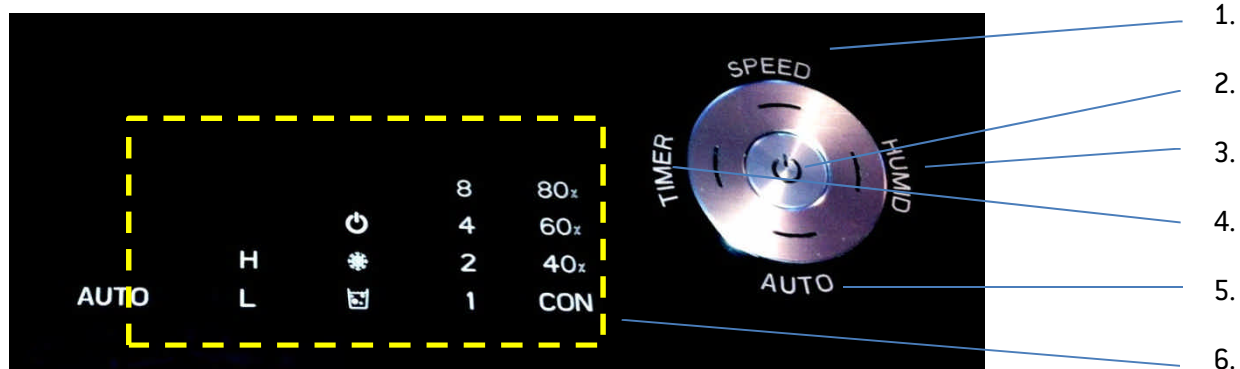 1.
SPEED
2.
TIMER
HUMID
3.
8 80%
4 60%
4.
H 2 40%
AUTO L 1 CON
AUTO
5.
6.